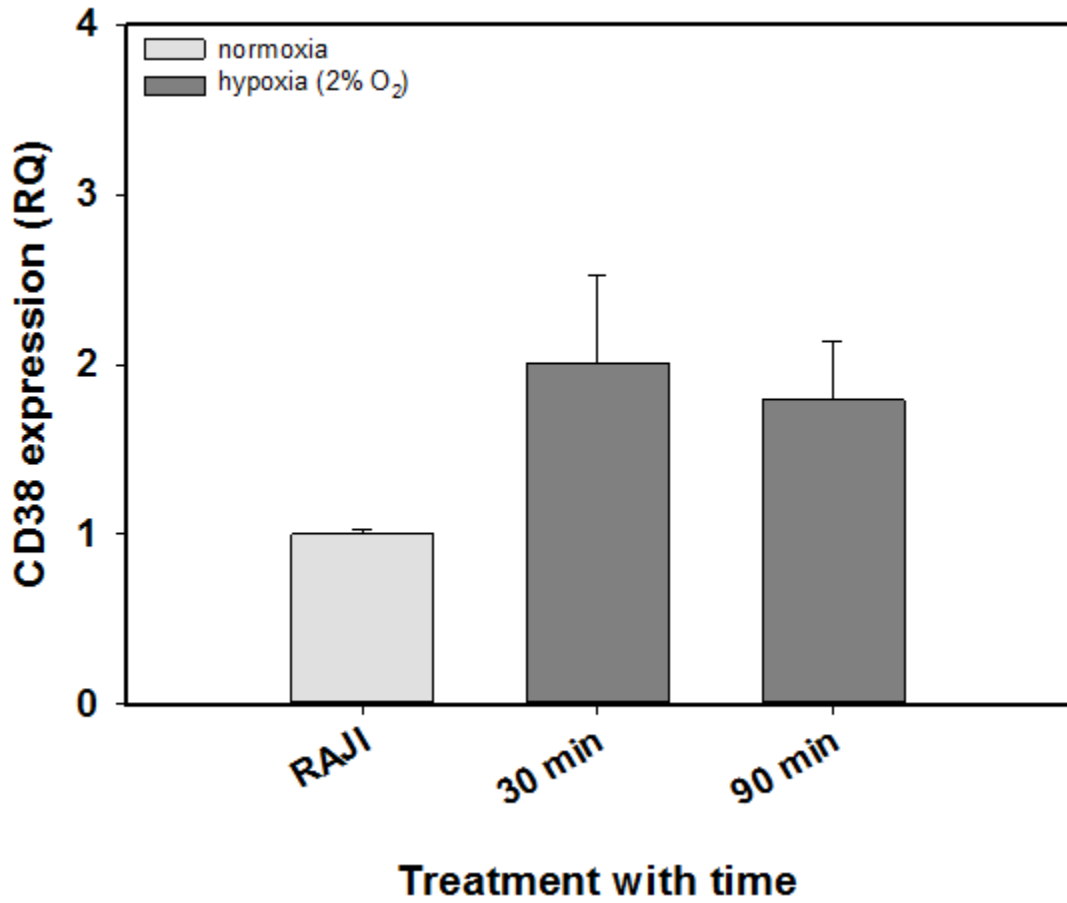 4
normoxia
hypoxia (2% O₂)
3
2
1
0
CD38 expression (RQ)
RAJI
30 min
90 min
Treatment with time